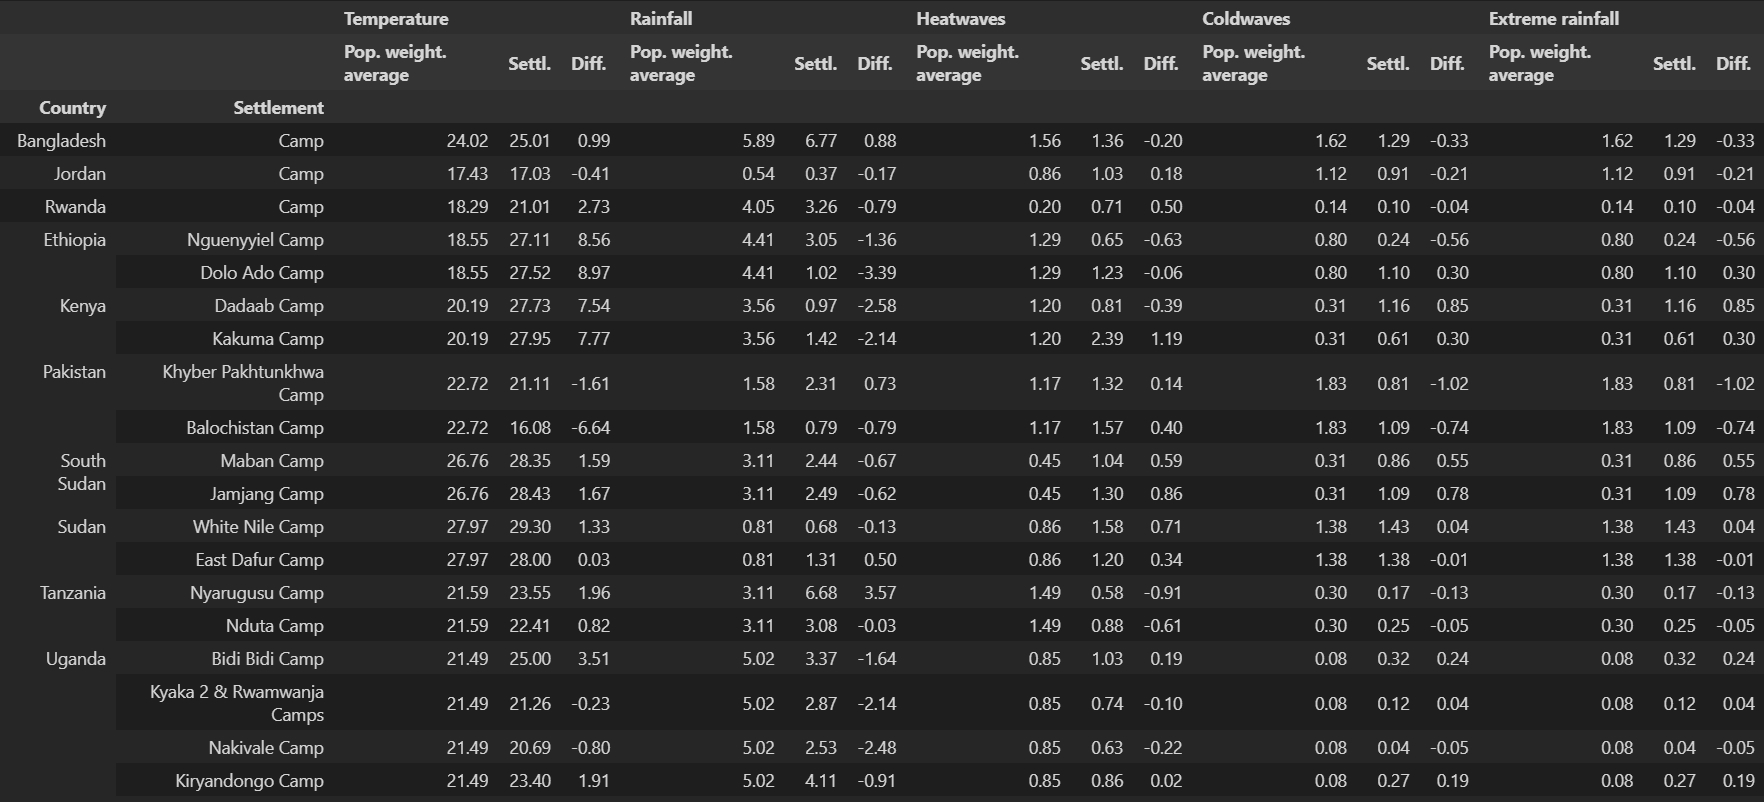 Temperature Rainfall Heatwaves Coldwaves Extreme rainfall
Pop. weight. average Settl. Diff. Pop. weight. average Settl. Diff. Pop. weight. average Settl. Diff. Pop. weight. average Settl. Diff. Pop. weight. average Settl. Diff.
Country Settlement
Bangladesh Camp 24.02 25.01 0.99 5.89 6.77 0.88 1.56 1.36 -0.20 1.62 1.29 -0.33 1.62 1.29 -0.33
Jordan Camp 17.43 17.03 -0.41 0.54 0.37 -0.17 0.86 1.03 0.18 1.12 0.91 -0.21 1.12 0.91 -0.21
Rwanda Camp 18.29 21.01 2.73 4.05 3.26 -0.79 0.20 0.71 0.50 0.14 0.10 -0.04 0.14 0.10 -0.04
Ethiopia Nguenyyiel Camp 18.55 27.11 8.56 4.41 3.05 -1.36 1.29 0.65 -0.63 0.80 0.24 -0.56 0.80 0.24 -0.56
Dolo Ado Camp 18.55 27.52 8.97 4.41 1.02 -3.39 1.29 1.23 -0.06 0.80 1.10 0.30 0.80 1.10 0.30
Kenya Dadaab Camp 20.19 27.73 7.54 3.56 0.97 -2.58 1.20 0.81 -0.39 0.31 1.16 0.85 0.31 1.16 0.85
Kakuma Camp 20.19 27.95 7.77 3.56 1.42 -2.14 1.20 2.39 1.19 0.31 0.61 0.30 0.31 0.61 0.30
Pakistan Khyber Pakhtunkhwa Camp 22.72 21.11 -1.61 1.58 2.31 0.73 1.17 1.32 0.14 1.83 0.81 -1.02 1.83 0.81 -1.02
Balochistan Camp 22.72 16.08 -6.64 1.58 0.79 -0.79 1.17 1.57 0.40 1.83 1.09 -0.74 1.83 1.09 -0.74
South Sudan Maban Camp 26.76 28.35 1.59 3.11 2.44 -0.67 0.45 1.04 0.59 0.31 0.86 0.55 0.31 0.86 0.55
Jamjang Camp 26.76 28.43 1.67 3.11 2.49 -0.62 0.45 1.30 0.86 0.31 1.09 0.78 0.31 1.09 0.78
Sudan White Nile Camp 27.97 29.30 1.33 0.81 0.68 -0.13 0.86 1.58 0.71 1.38 1.43 0.04 1.38 1.43 0.04
East Dafur Camp 27.97 28.00 0.03 0.81 1.31 0.50 0.86 1.20 0.34 1.38 1.38 -0.01 1.38 1.38 -0.01
Tanzania Nyarugusu Camp 21.59 23.55 1.96 3.11 6.68 3.57 1.49 0.58 -0.91 0.30 0.17 -0.13 0.30 0.17 -0.13
Nduta Camp 21.59 22.41 0.82 3.11 3.08 -0.03 1.49 0.88 -0.61 0.30 0.25 -0.05 0.30 0.25 -0.05
Uganda Bidi Bidi Camp 21.49 25.00 3.51 5.02 3.37 -1.64 0.85 1.03 0.19 0.08 0.32 0.24 0.08 0.32 0.24
Kyaka 2 & Rwamwanja Camps 21.49 21.26 -0.23 5.02 2.87 -2.14 0.85 0.74 -0.10 0.08 0.12 0.04 0.08 0.12 0.04
Nakivale Camp 21.49 20.69 -0.80 5.02 2.53 -2.48 0.85 0.63 -0.22 0.08 0.04 -0.05 0.08 0.04 -0.05
Kiryandongo Camp 21.49 23.40 1.91 5.02 4.11 -0.91 0.85 0.86 0.02 0.08 0.27 0.19 0.08 0.27 0.19